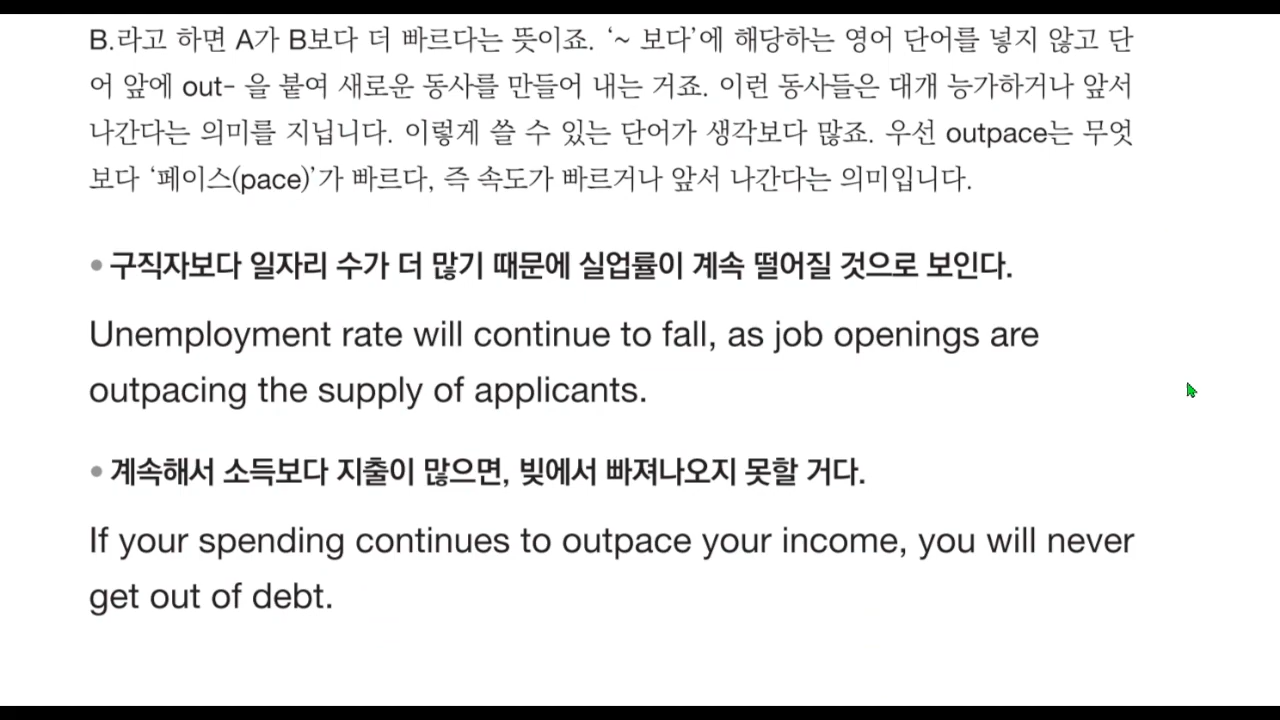 B.라고 하면 A가 B보다 더 빠르다는 뜻이죠. ‘~ 보다’에 해당하는 영어 단어를 넣지 않고 단
어 앞에 out- 을 붙여 새로운 동사를 만들어 내는 거죠. 이런 동사들은 대개 능가하거나 앞서
나간다는 의미를 지닙니다. 이렇게 쓸 수 있는 단어가 생각보다 많죠. 우선 outpace는 무엇
보다 ‘페이스(pace)’가 빠르다, 즉 속도가 빠르거나 앞서 나간다는 의미입니다.
• 구직자보다 일자리 수가 더 많기 때문에 실업률이 계속 떨어질 것으로 보인다.
Unemployment rate will continue to fall, as job openings are
outpacing the supply of applicants.
• 계속해서 소득보다 지출이 많으면, 빚에서 빠져나오지 못할 거다.
If your spending continues to outpace your income, you will never
get out of debt.